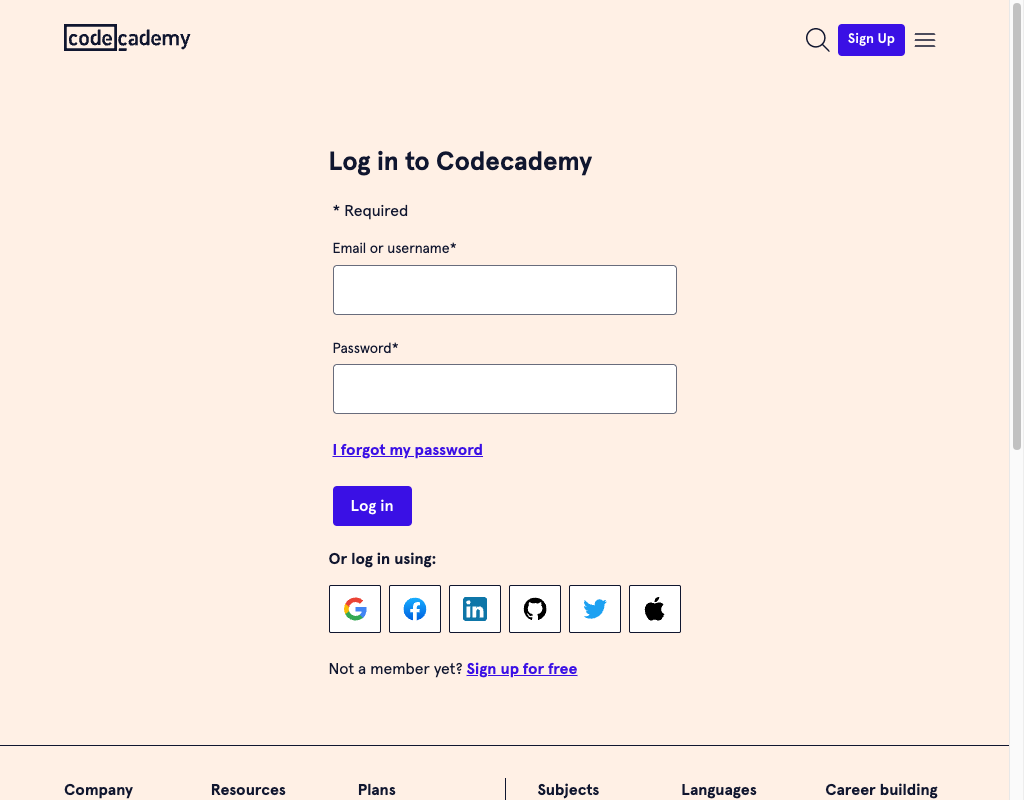 codecademy
Sign Up
Log in to Codecademy
* Required
Email or username*
Password*
I forgot my password
Log in
Or log in using:
in
Not a member yet? Sign up for free
Company Resources Plans Subjects Languages Career building